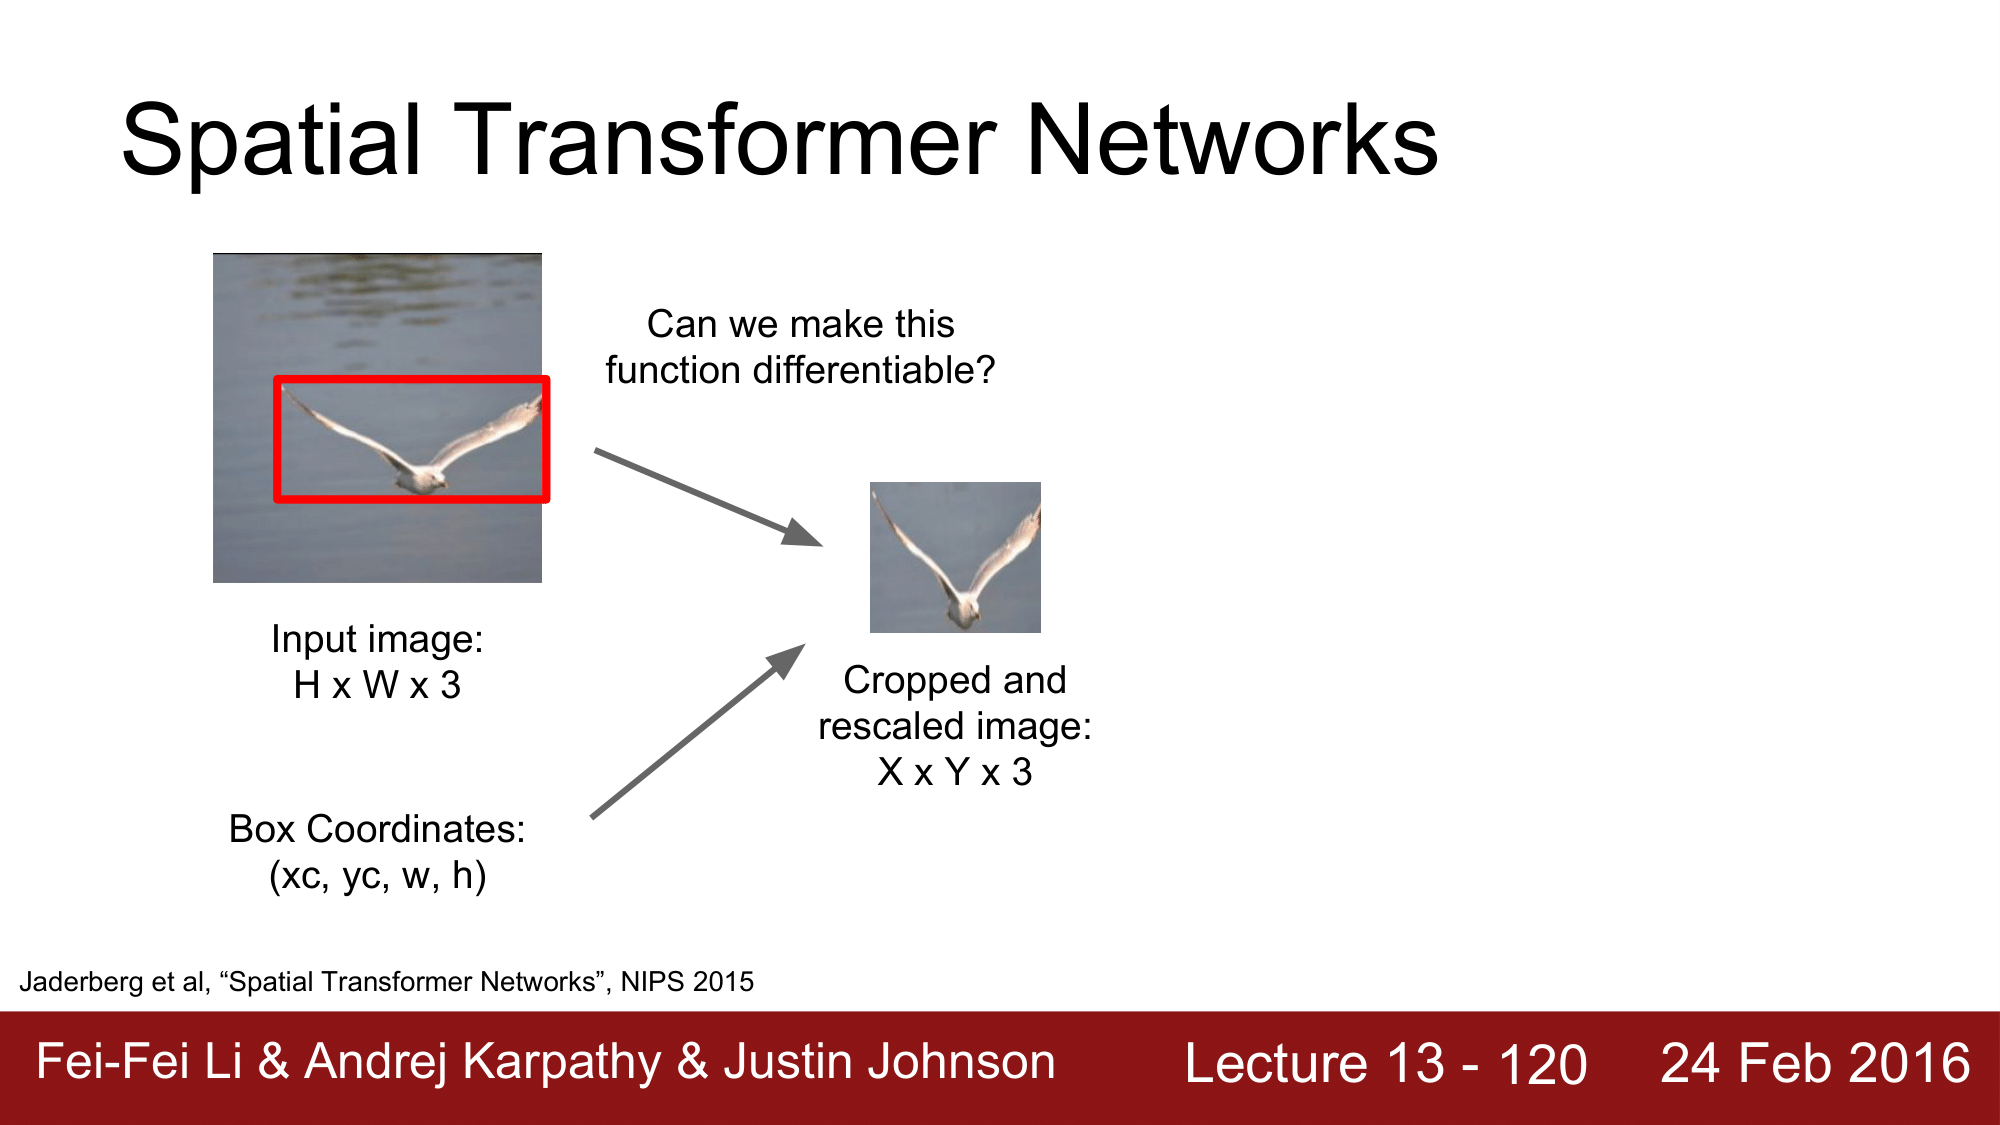 Spatial Transformer Networks
Can we make this
function differentiable?
Input image:
H x W x 3
Cropped and
rescaled image:
X x Y x 3
Box Coordinates:
(xc, yc, w, h)
Jaderberg et al, “Spatial Transformer Networks”, NIPS 2015
Fei-Fei Li & Andrej Karpathy & Justin Johnson Lecture 13 - 120 24 Feb 2016